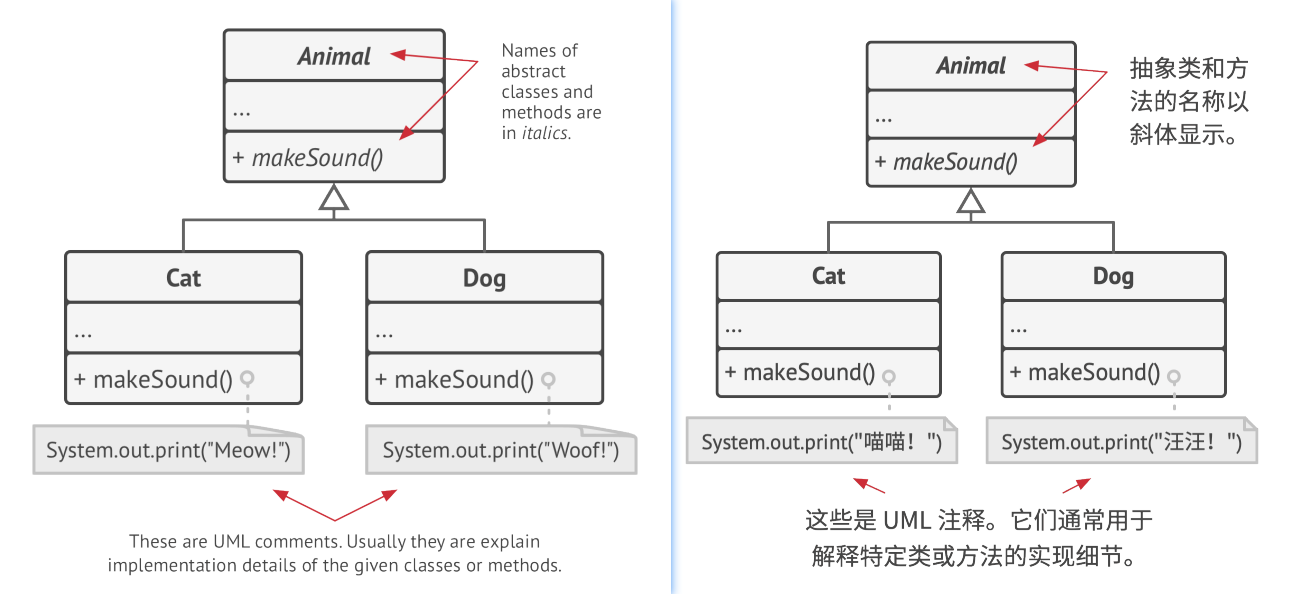 Animal
...
+ makeSound()
Names of
abstract
classes and
methods are
in italics.
Cat
...
+ makeSound()
Dog
...
+ makeSound()
System.out.print("Meow!")
System.out.print("Woof!")
These are UML comments. Usually they are explain
implementation details of the given classes or methods.
Animal
...
+ makeSound()
抽象类和方
法的名称以
斜体显示。
Cat
...
+ makeSound()
Dog
...
+ makeSound()
System.out.print("喵喵！")
System.out.print("汪汪！")
这些是 UML 注释。它们通常用于
解释特定类或方法的实现细节。